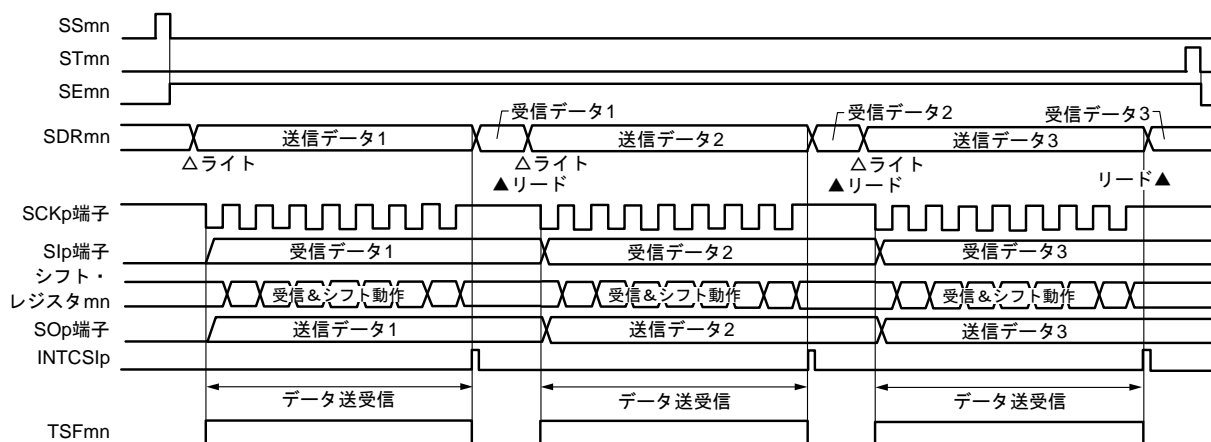 SSmn
STmn
SEmn
受信データ1
受信データ2
受信データ3
SDRmn
送信データ1
送信データ2
送信データ3
△ライト
△ライト
△ライト
▲リード
▲リード
リード▲
SCKp端子
SIp端子
受信データ1
受信データ2
受信データ3
シフト・
レジスタmn
受信&シフト動作
受信&シフト動作
受信&シフト動作
SOp端子
送信データ1
送信データ2
送信データ3
INTCSIp
データ送受信
データ送受信
データ送受信
TSFmn